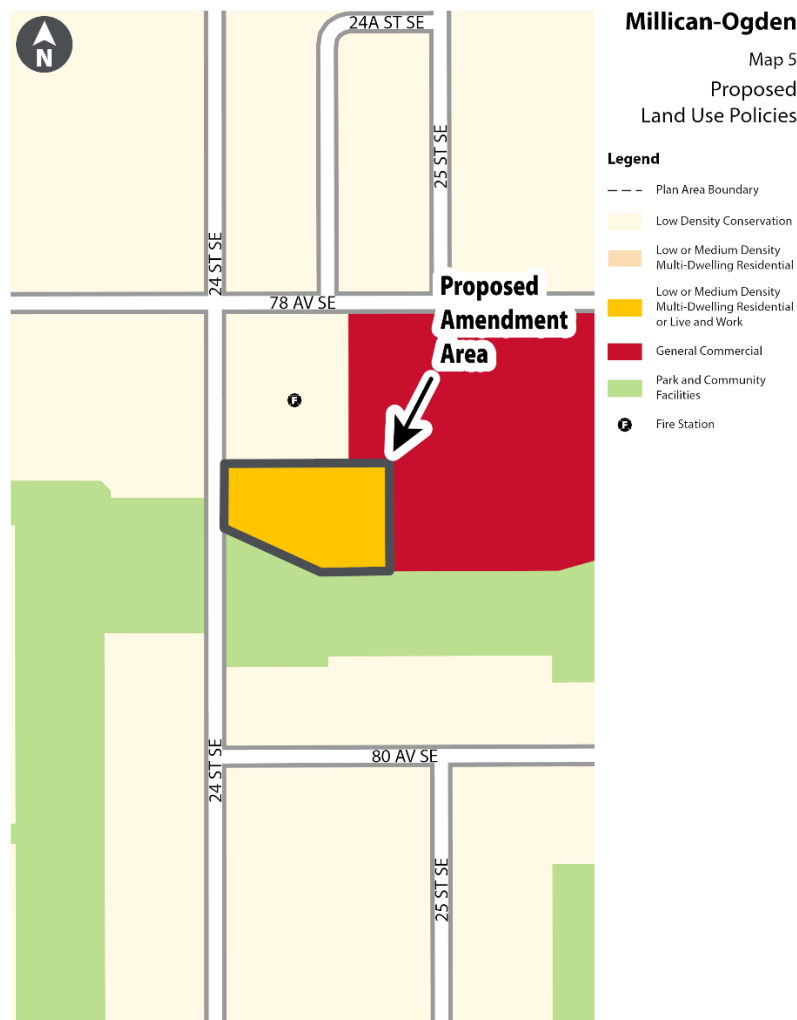 Millican-Ogden
Map 5
Proposed
Land Use Policies
Legend
Plan Area Boundary
Low Density Conservation
Low or Medium Density
Multi-Dwelling Residential
Low or Medium Density
Multi-Dwelling Residential
or Live and Work
General Commercial
Park and Community
Facilities
F
Fire Station
N
24A ST SE
25 ST SE
24 ST SE
78 AV SE
Proposed
Amendment
Area
F
24 ST SE
80 AV SE
25 ST SE